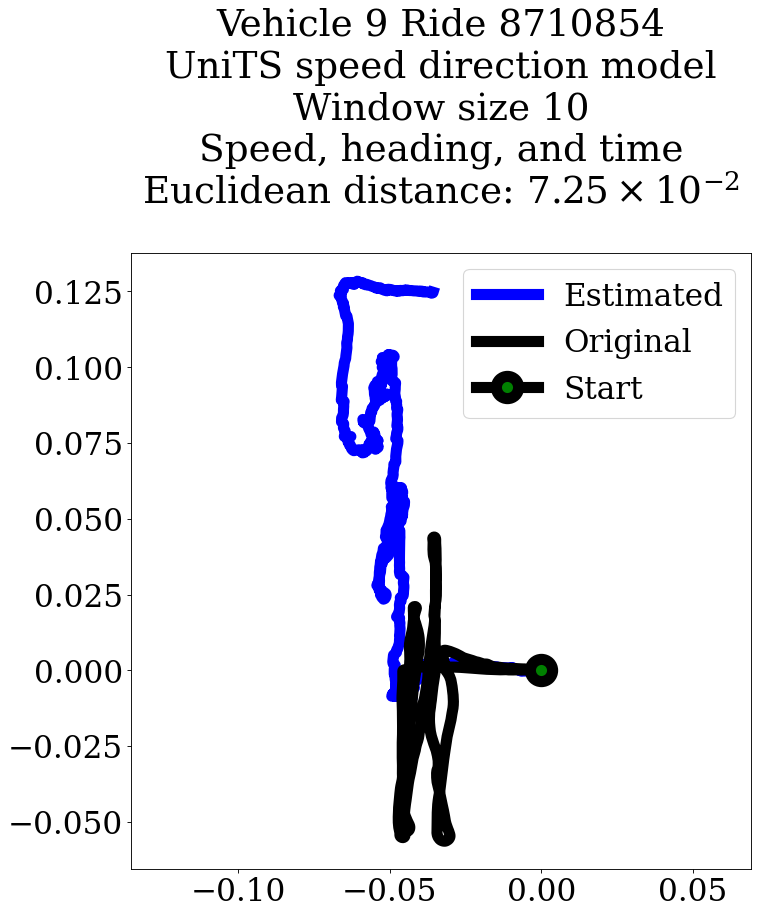 Vehicle 9 Ride 8710854
UniTS speed direction model
Window size 10
Speed, heading, and time
Euclidean distance: 7.25 × 10⁻²
0.125
0.100
0.075
0.050
0.025
0.000
−0.025
−0.050
Estimated
Original
Start
−0.10
−0.05
0.00
0.05